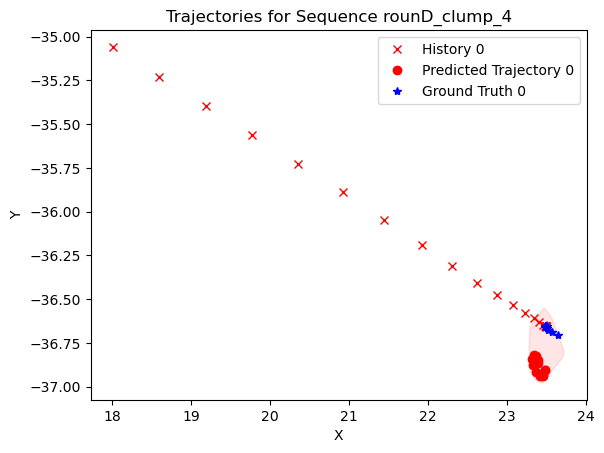 Trajectories for Sequence rounD_clump_4
History 0
Predicted Trajectory 0
Ground Truth 0
−35.00
−35.25
−35.50
−35.75
−36.00
−36.25
−36.50
−36.75
−37.00
Y
18 19 20 21 22 23 24
X